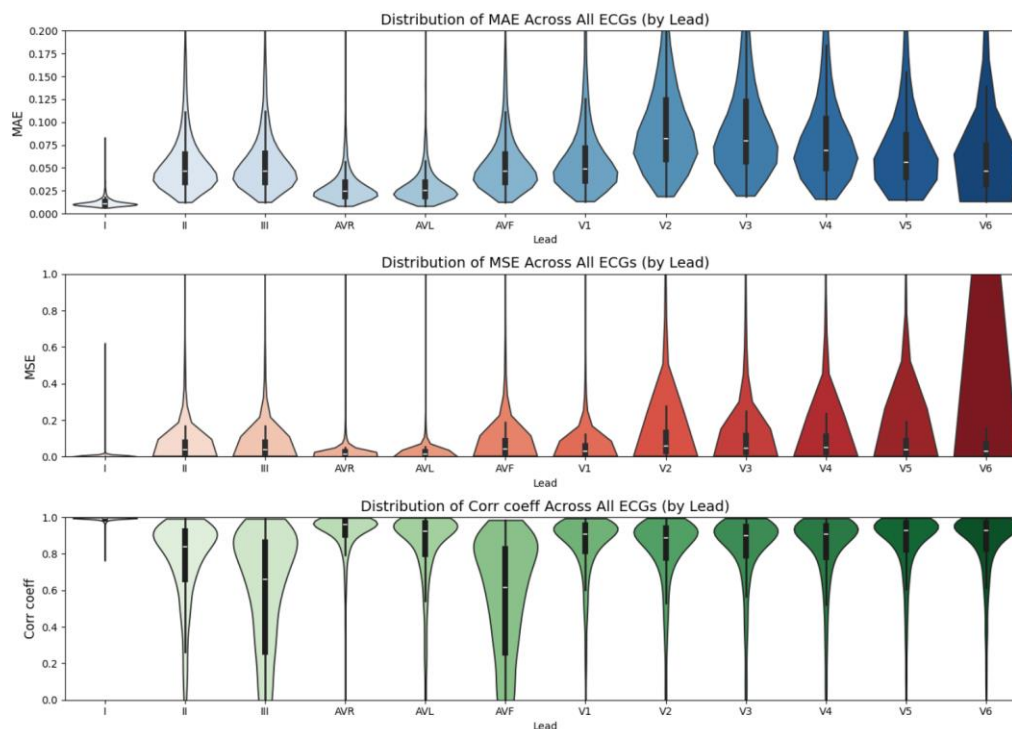 Distribution of MAE Across All ECGs (by Lead)
0.200
0.175
0.150
0.125
0.100
0.075
0.050
0.025
0.000
MAE
I II III AVR AVL AVF V1 V2 V3 V4 V5 V6
Lead
Distribution of MSE Across All ECGs (by Lead)
1.0
0.8
0.6
0.4
0.2
0.0
MSE
I II III AVR AVL AVF V1 V2 V3 V4 V5 V6
Lead
Distribution of Corr coeff Across All ECGs (by Lead)
1.0
0.8
0.6
0.4
0.2
0.0
Corr coeff
I II III AVR AVL AVF V1 V2 V3 V4 V5 V6
Lead